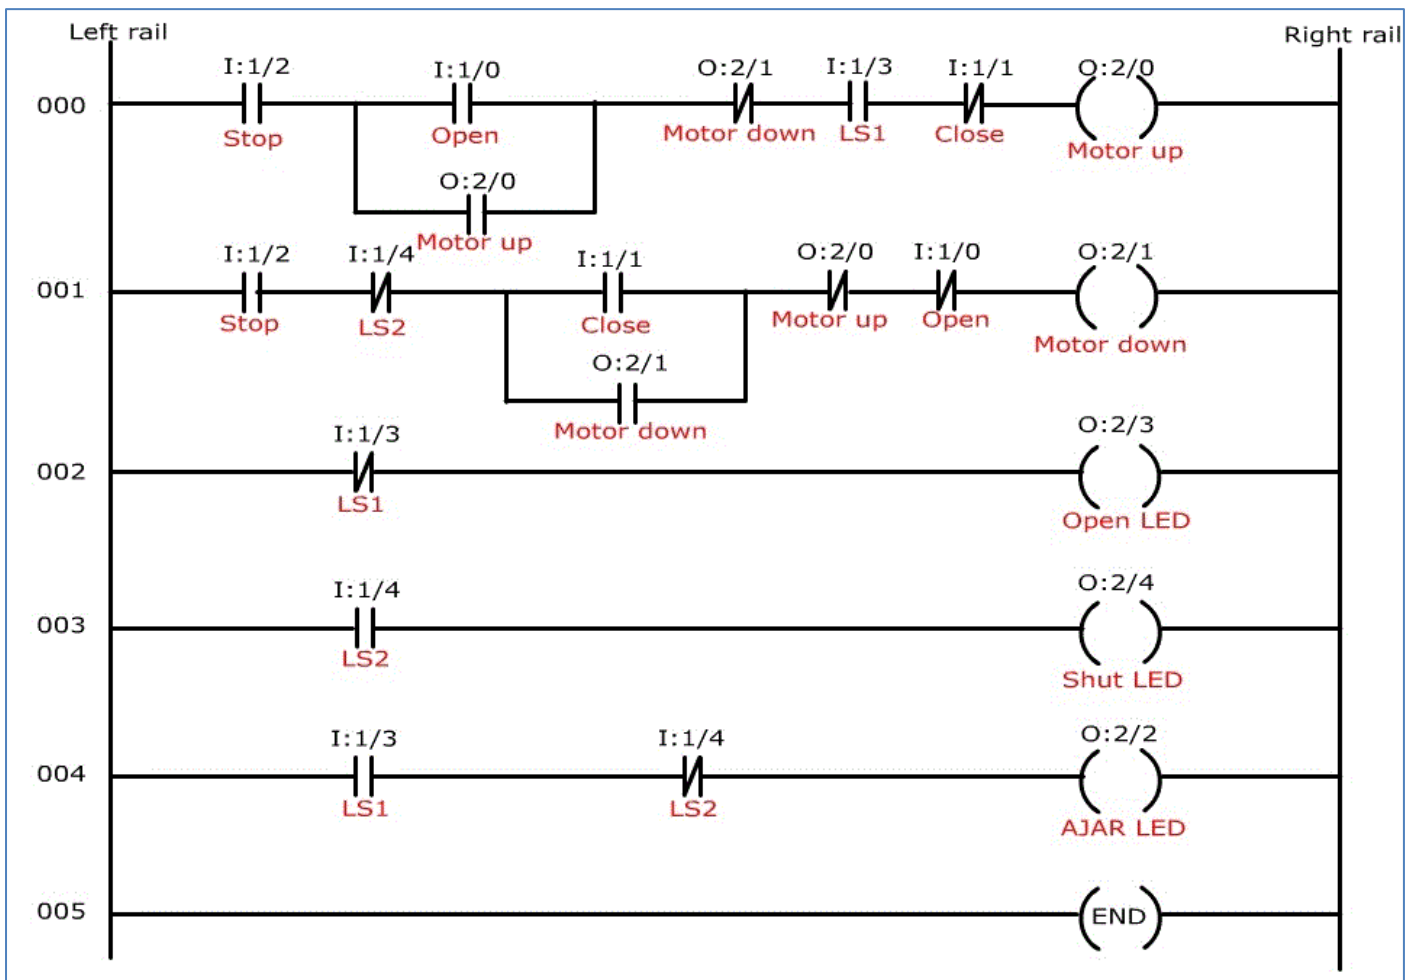 Left rail
Right rail
I:1/2 I:1/0 O:2/1 I:1/3 I:1/1 O:2/0
000
Stop Open Motor down LS1 Close Motor up
O:2/0
Motor up
I:1/2 I:1/4 I:1/1 O:2/0 I:1/0 O:2/1
001
Stop LS2 Close Motor up Open Motor down
O:2/1
Motor down
I:1/3 O:2/3
002
LS1 Open LED
I:1/4 O:2/4
003
LS2 Shut LED
I:1/3 I:1/4 O:2/2
004
LS1 LS2 AJAR LED
005 END